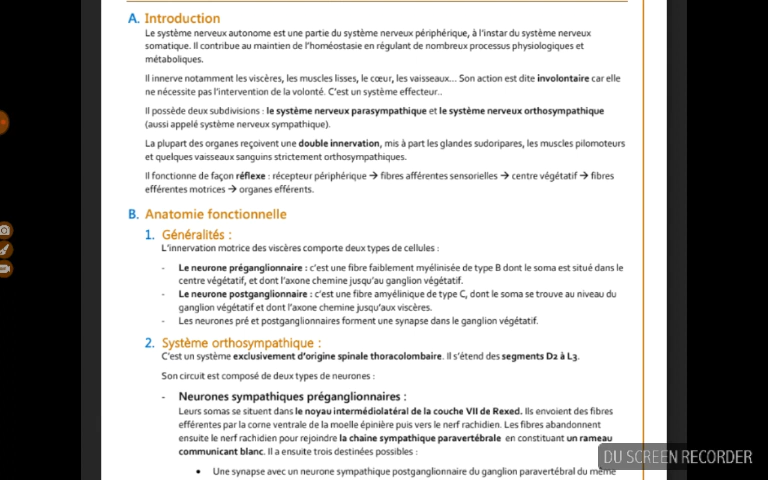 A. Introduction
Le système nerveux autonome est une partie du système nerveux périphérique, à l'instar du système nerveux
somatique. Il contribue au maintien de l'homéostasie en régulant de nombreux processus physiologiques et
métaboliques.
Il innerve notamment les viscères, les muscles lisses, le cœur, les vaisseaux... Son action est dite involontaire car elle
ne nécessite pas l'intervention de la volonté. C'est un système effecteur..
Il possède deux subdivisions : le système nerveux parasympathique et le système nerveux orthosympathique
(aussi appelé système nerveux sympathique).
La plupart des organes reçoivent une double innervation, mis à part les glandes sudoripares, les muscles pilomoteurs
et quelques vaisseaux sanguins strictement orthosympathiques.
Il fonctionne de façon réflexe : récepteur périphérique → fibres afférentes sensorielles → centre végétatif → fibres
efférentes motrices → organes efférents.
B. Anatomie fonctionnelle
1. Généralités :
L'innervation motrice des viscères comporte deux types de cellules :
- Le neurone préganglionnaire : c'est une fibre faiblement myélinisée de type B dont le soma est situé dans le
centre végétatif, et dont l'axone chemine jusqu'au ganglion végétatif.
- Le neurone postganglionnaire : c'est une fibre amyélinique de type C, dont le soma se trouve au niveau du
ganglion végétatif et dont l'axone chemine jusqu'aux viscères.
- Les neurones pré et postganglionnaires forment une synapse dans le ganglion végétatif.
2. Système orthosympathique :
C'est un système exclusivement d'origine spinale thoracolombaire. Il s'étend des segments D2 à L3.
Son circuit est composé de deux types de neurones :
- Neurones sympathiques préganglionnaires :
Leurs somas se situent dans le noyau intermédiolatéral de la couche VII de Rexed. Ils envoient des fibres
efférentes par la corne ventrale de la moelle épinière puis vers le nerf rachidien. Les fibres abandonnent
ensuite le nerf rachidien pour rejoindre la chaine sympathique paravertébrale en constituant un rameau
communicant blanc. Il a ensuite trois destinées possibles :
• Une synapse avec un neurone sympathique postganglionnaire du ganglion paravertébral du même
DU SCREEN RECORDER